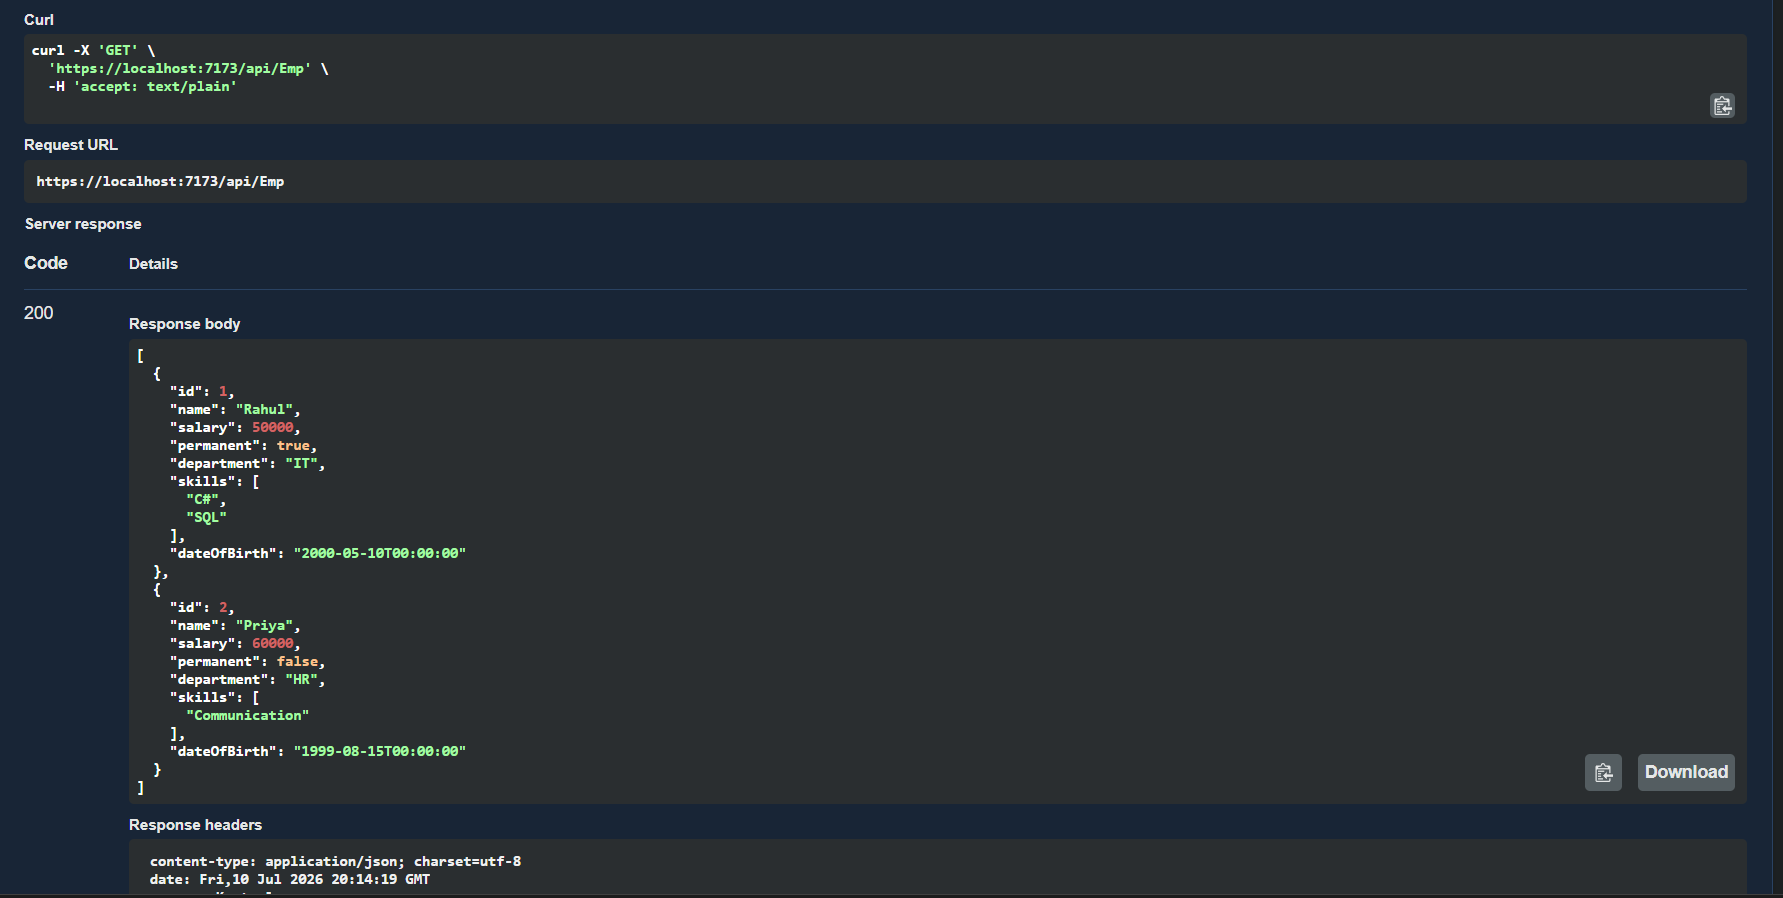 Curl
curl -X 'GET' \
  'https://localhost:7173/api/Emp' \
  -H 'accept: text/plain'
Request URL
https://localhost:7173/api/Emp
Server response
Code Details
200
Response body
[
  {
    "id": 1,
    "name": "Rahul",
    "salary": 50000,
    "permanent": true,
    "department": "IT",
    "skills": [
      "C#",
      "SQL"
    ],
    "dateOfBirth": "2000-05-10T00:00:00"
  },
  {
    "id": 2,
    "name": "Priya",
    "salary": 60000,
    "permanent": false,
    "department": "HR",
    "skills": [
      "Communication"
    ],
    "dateOfBirth": "1999-08-15T00:00:00"
  }
]
Download
Response headers
content-type: application/json; charset=utf-8
date: Fri,10 Jul 2026 20:14:19 GMT